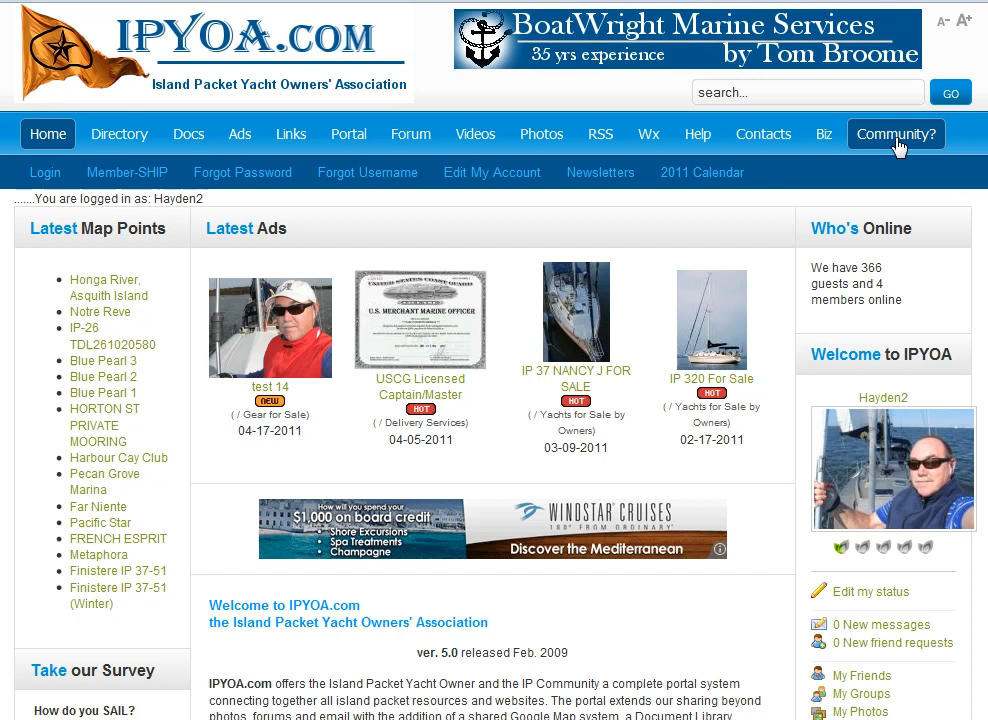 IPYOA.COM
Island Packet Yacht Owners' Association
BoatWright Marine Services
35 yrs experience
by Tom Broome
A- A+
search...
GO
Home Directory Docs Ads Links Portal Forum Videos Photos RSS Wx Help Contacts Biz Community?
Login Member-SHIP Forgot Password Forgot Username Edit My Account Newsletters 2011 Calendar
.......You are logged in as: Hayden2
Latest Map Points
Honga River,
Asquith Island
Notre Reve
IP-26
TDL261020580
Blue Pearl 3
Blue Pearl 2
Blue Pearl 1
HORTON ST
PRIVATE
MOORING
Harbour Cay Club
Pecan Grove
Marina
Far Niente
Pacific Star
FRENCH ESPRIT
Metaphora
Finistere IP 37-51
Finistere IP 37-51
(Winter)
Take our Survey
How do you SAIL?
Latest Ads
test 14
NEW
( / Gear for Sale)
04-17-2011
UNITED STATES COAST GUARD
U.S. MERCHANT MARINE OFFICER
USCG Licensed
Captain/Master
HOT
( / Delivery Services)
04-05-2011
IP 37 NANCY J FOR
SALE
HOT
( / Yachts for Sale by
Owners)
03-09-2011
IP 320 For Sale
HOT
( / Yachts for Sale by
Owners)
02-17-2011
How will you spend your
$1,000 on board credit
• Shore Excursions
• Spa Treatments
• Champagne
WINDSTAR CRUISES
180° FROM ORDINARY
Discover the Mediterranean
Welcome to IPYOA.com
the Island Packet Yacht Owners' Association
ver. 5.0 released Feb. 2009
IPYOA.com offers the Island Packet Yacht Owner and the IP Community a complete portal system
connecting together all island packet resources and websites. The portal extends our sharing beyond
photos, forums and email with the addition of a shared Google Map system, a Document Library
Who's Online
We have 366
guests and 4
members online
Welcome to IPYOA
Hayden2
Edit my status
0 New messages
0 New friend requests
My Friends
My Groups
My Photos